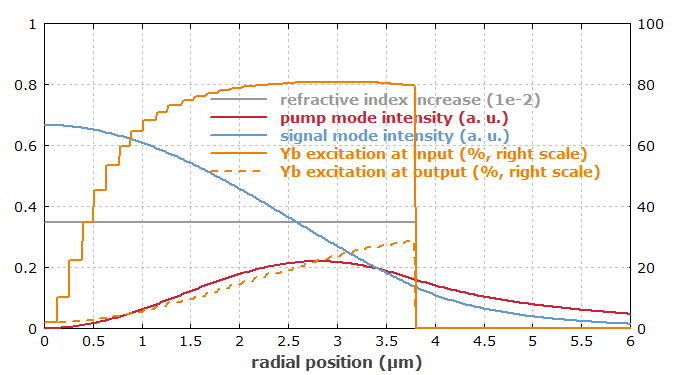 1
0.8
0.6
0.4
0.2
0
100
80
60
40
20
0
refractive index increase (1e-2)
pump mode intensity (a. u.)
signal mode intensity (a. u.)
Yb excitation at input (%, right scale)
Yb excitation at output (%, right scale)
0 0.5 1 1.5 2 2.5 3 3.5 4 4.5 5 5.5 6
radial position (µm)